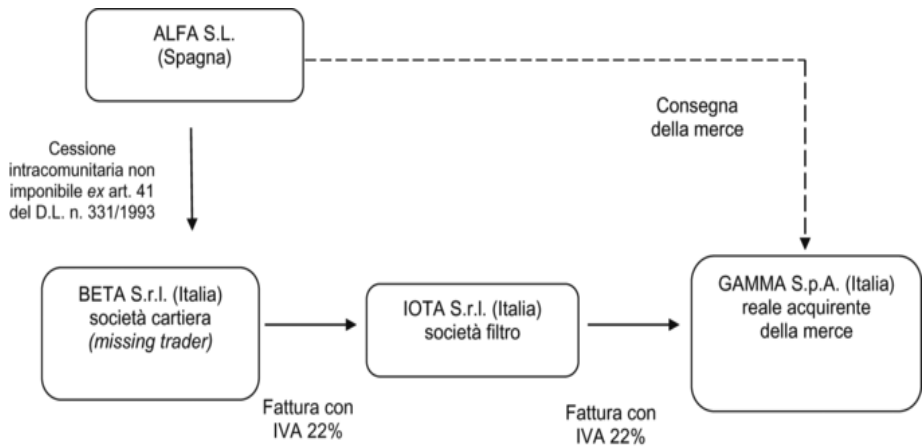 ALFA S.L.
(Spagna)
Consegna
della merce
Cessione
intracomunitaria non
imponibile ex art. 41
del D.L. n. 331/1993
BETA S.r.l. (Italia)
società cartiera
(missing trader)
IOTA S.r.l. (Italia)
società filtro
GAMMA S.p.A. (Italia)
reale acquirente
della merce
Fattura con
IVA 22%
Fattura con
IVA 22%